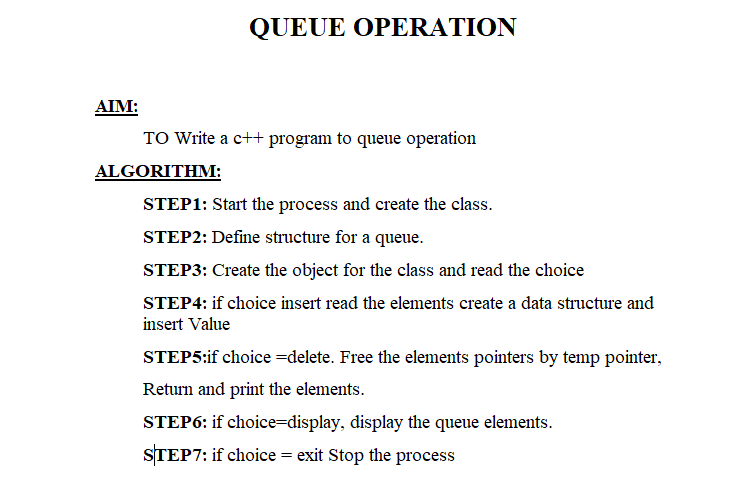 QUEUE OPERATION
AIM:
TO Write a c++ program to queue operation
ALGORITHM:
STEP1: Start the process and create the class.
STEP2: Define structure for a queue.
STEP3: Create the object for the class and read the choice
STEP4: if choice insert read the elements create a data structure and
insert Value
STEP5:if choice =delete. Free the elements pointers by temp pointer,
Return and print the elements.
STEP6: if choice=display, display the queue elements.
STEP7: if choice = exit Stop the process